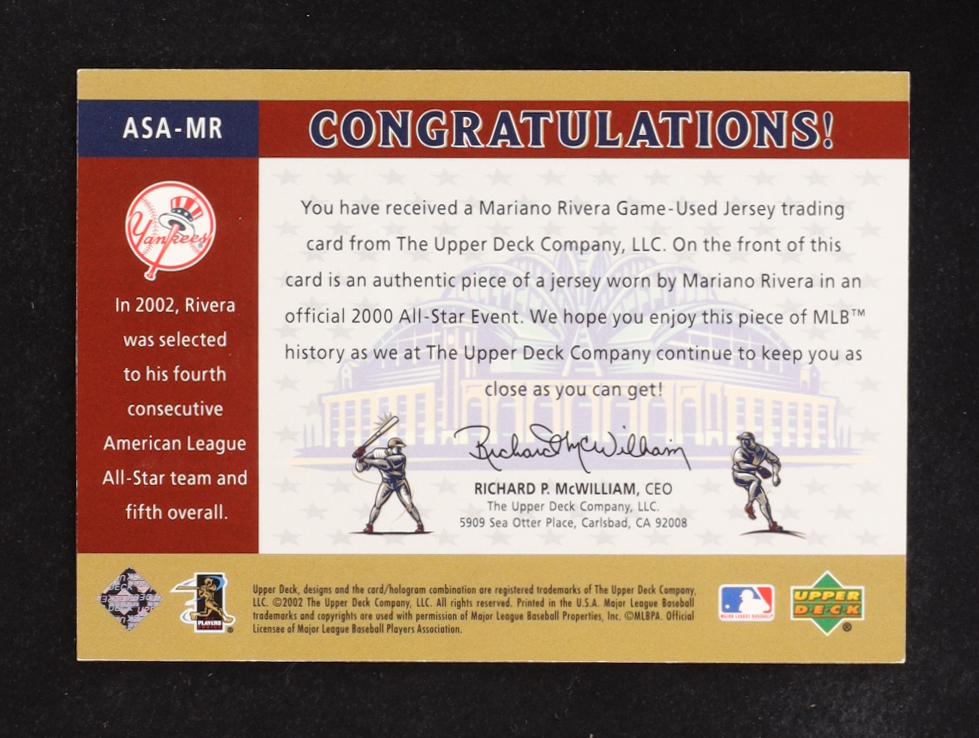 ASA-MR
CONGRATULATIONS!
Yankees
In 2002, Rivera
was selected
to his fourth
consecutive
American League
All-Star team and
fifth overall.
You have received a Mariano Rivera Game-Used Jersey trading
card from The Upper Deck Company, LLC. On the front of this
card is an authentic piece of a jersey worn by Mariano Rivera in an
official 2000 All-Star Event. We hope you enjoy this piece of MLB™
history as we at The Upper Deck Company continue to keep you as
close as you can get!
Richard McWilliam
RICHARD P. McWILLIAM, CEO
The Upper Deck Company, LLC.
5909 Sea Otter Place, Carlsbad, CA 92008
PLAYERS
CHOICE
Upper Deck, designs and the card/hologram combination are registered trademarks of The Upper Deck Company,
LLC. ©2002 The Upper Deck Company, LLC. All rights reserved. Printed in the U.S.A. Major League Baseball
trademarks and copyrights are used with permission of Major League Baseball Properties, Inc. ©MLBPA. Official
Licensee of Major League Baseball Players Association.
MAJOR LEAGUE BASEBALL
UPPER
DECK